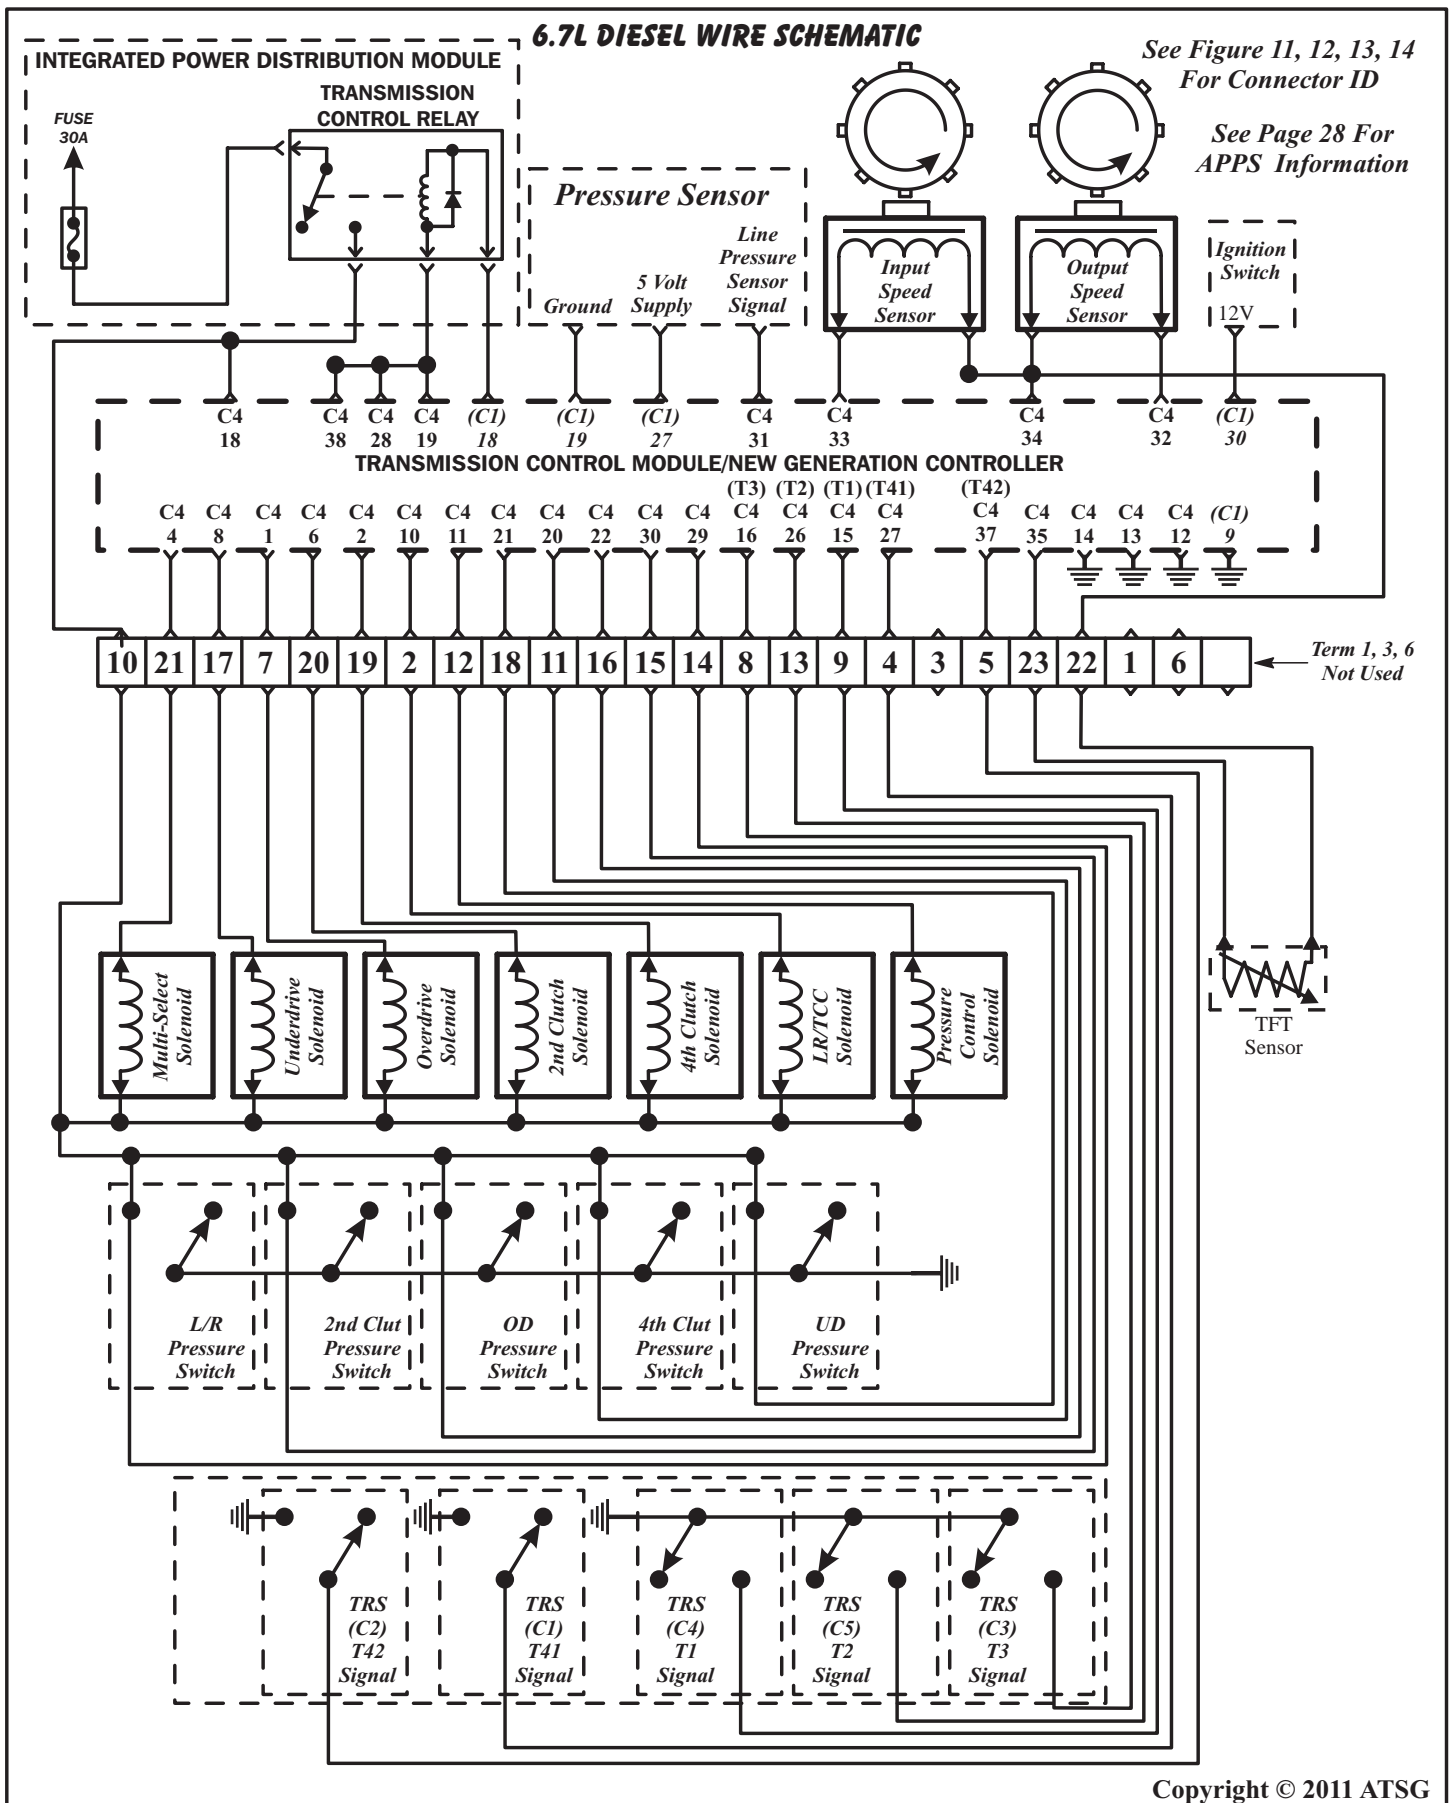 6.7L DIESEL WIRE SCHEMATIC
INTEGRATED POWER DISTRIBUTION MODULE
TRANSMISSION
CONTROL RELAY
FUSE
30A
See Figure 11, 12, 13, 14
For Connector ID
See Page 28 For
APPS Information
Pressure Sensor
Ground
5 Volt
Supply
Line
Pressure
Sensor
Signal
Input
Speed
Sensor
Output
Speed
Sensor
Ignition
Switch
12V
C4 C4 C4 C4 (C1) (C1) (C1) C4 C4 C4 C4 (C1)
18 38 28 19 18 19 27 31 33 34 32 30
TRANSMISSION CONTROL MODULE/NEW GENERATION CONTROLLER
(T3) (T2) (T1) (T41) (T42)
C4 C4 C4 C4 C4 C4 C4 C4 C4 C4 C4 C4 C4 C4 C4 C4 C4 C4 C4 C4 C4 (C1)
4 8 1 6 2 10 11 21 20 22 30 29 16 26 15 27 37 35 14 13 12 9
10 21 17 7 20 19 2 12 18 11 16 15 14 8 13 9 4 3 5 23 22 1 6
Term 1, 3, 6
Not Used
Multi-Select
Solenoid
Underdrive
Solenoid
Overdrive
Solenoid
2nd Clutch
Solenoid
4th Clutch
Solenoid
LR/TCC
Solenoid
Pressure
Control
Solenoid
TFT
Sensor
L/R
Pressure
Switch
2nd Clut
Pressure
Switch
OD
Pressure
Switch
4th Clut
Pressure
Switch
UD
Pressure
Switch
TRS
(C2)
T42
Signal
TRS
(C1)
T41
Signal
TRS
(C4)
T1
Signal
TRS
(C5)
T2
Signal
TRS
(C3)
T3
Signal
Copyright © 2011 ATSG